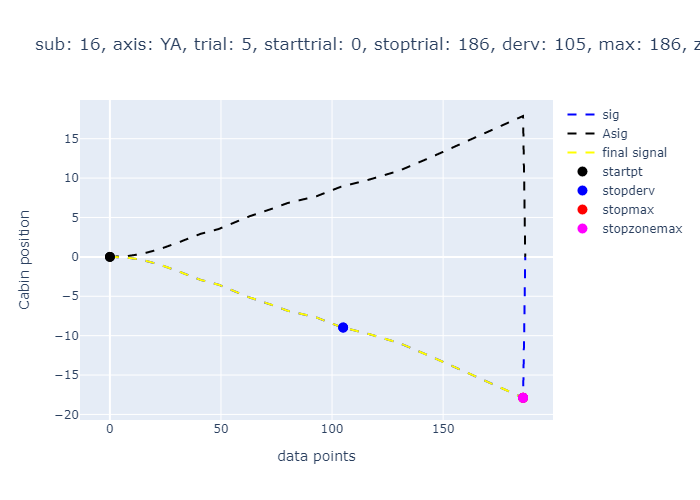 sub: 16, axis: YA, trial: 5, starttrial: 0, stoptrial: 186, derv: 105, max: 186, z
sig
Asig
final signal
startpt
stopderv
stopmax
stopzonemax
15
10
5
0
−5
−10
−15
−20
Cabin position
0
50
100
150
data points